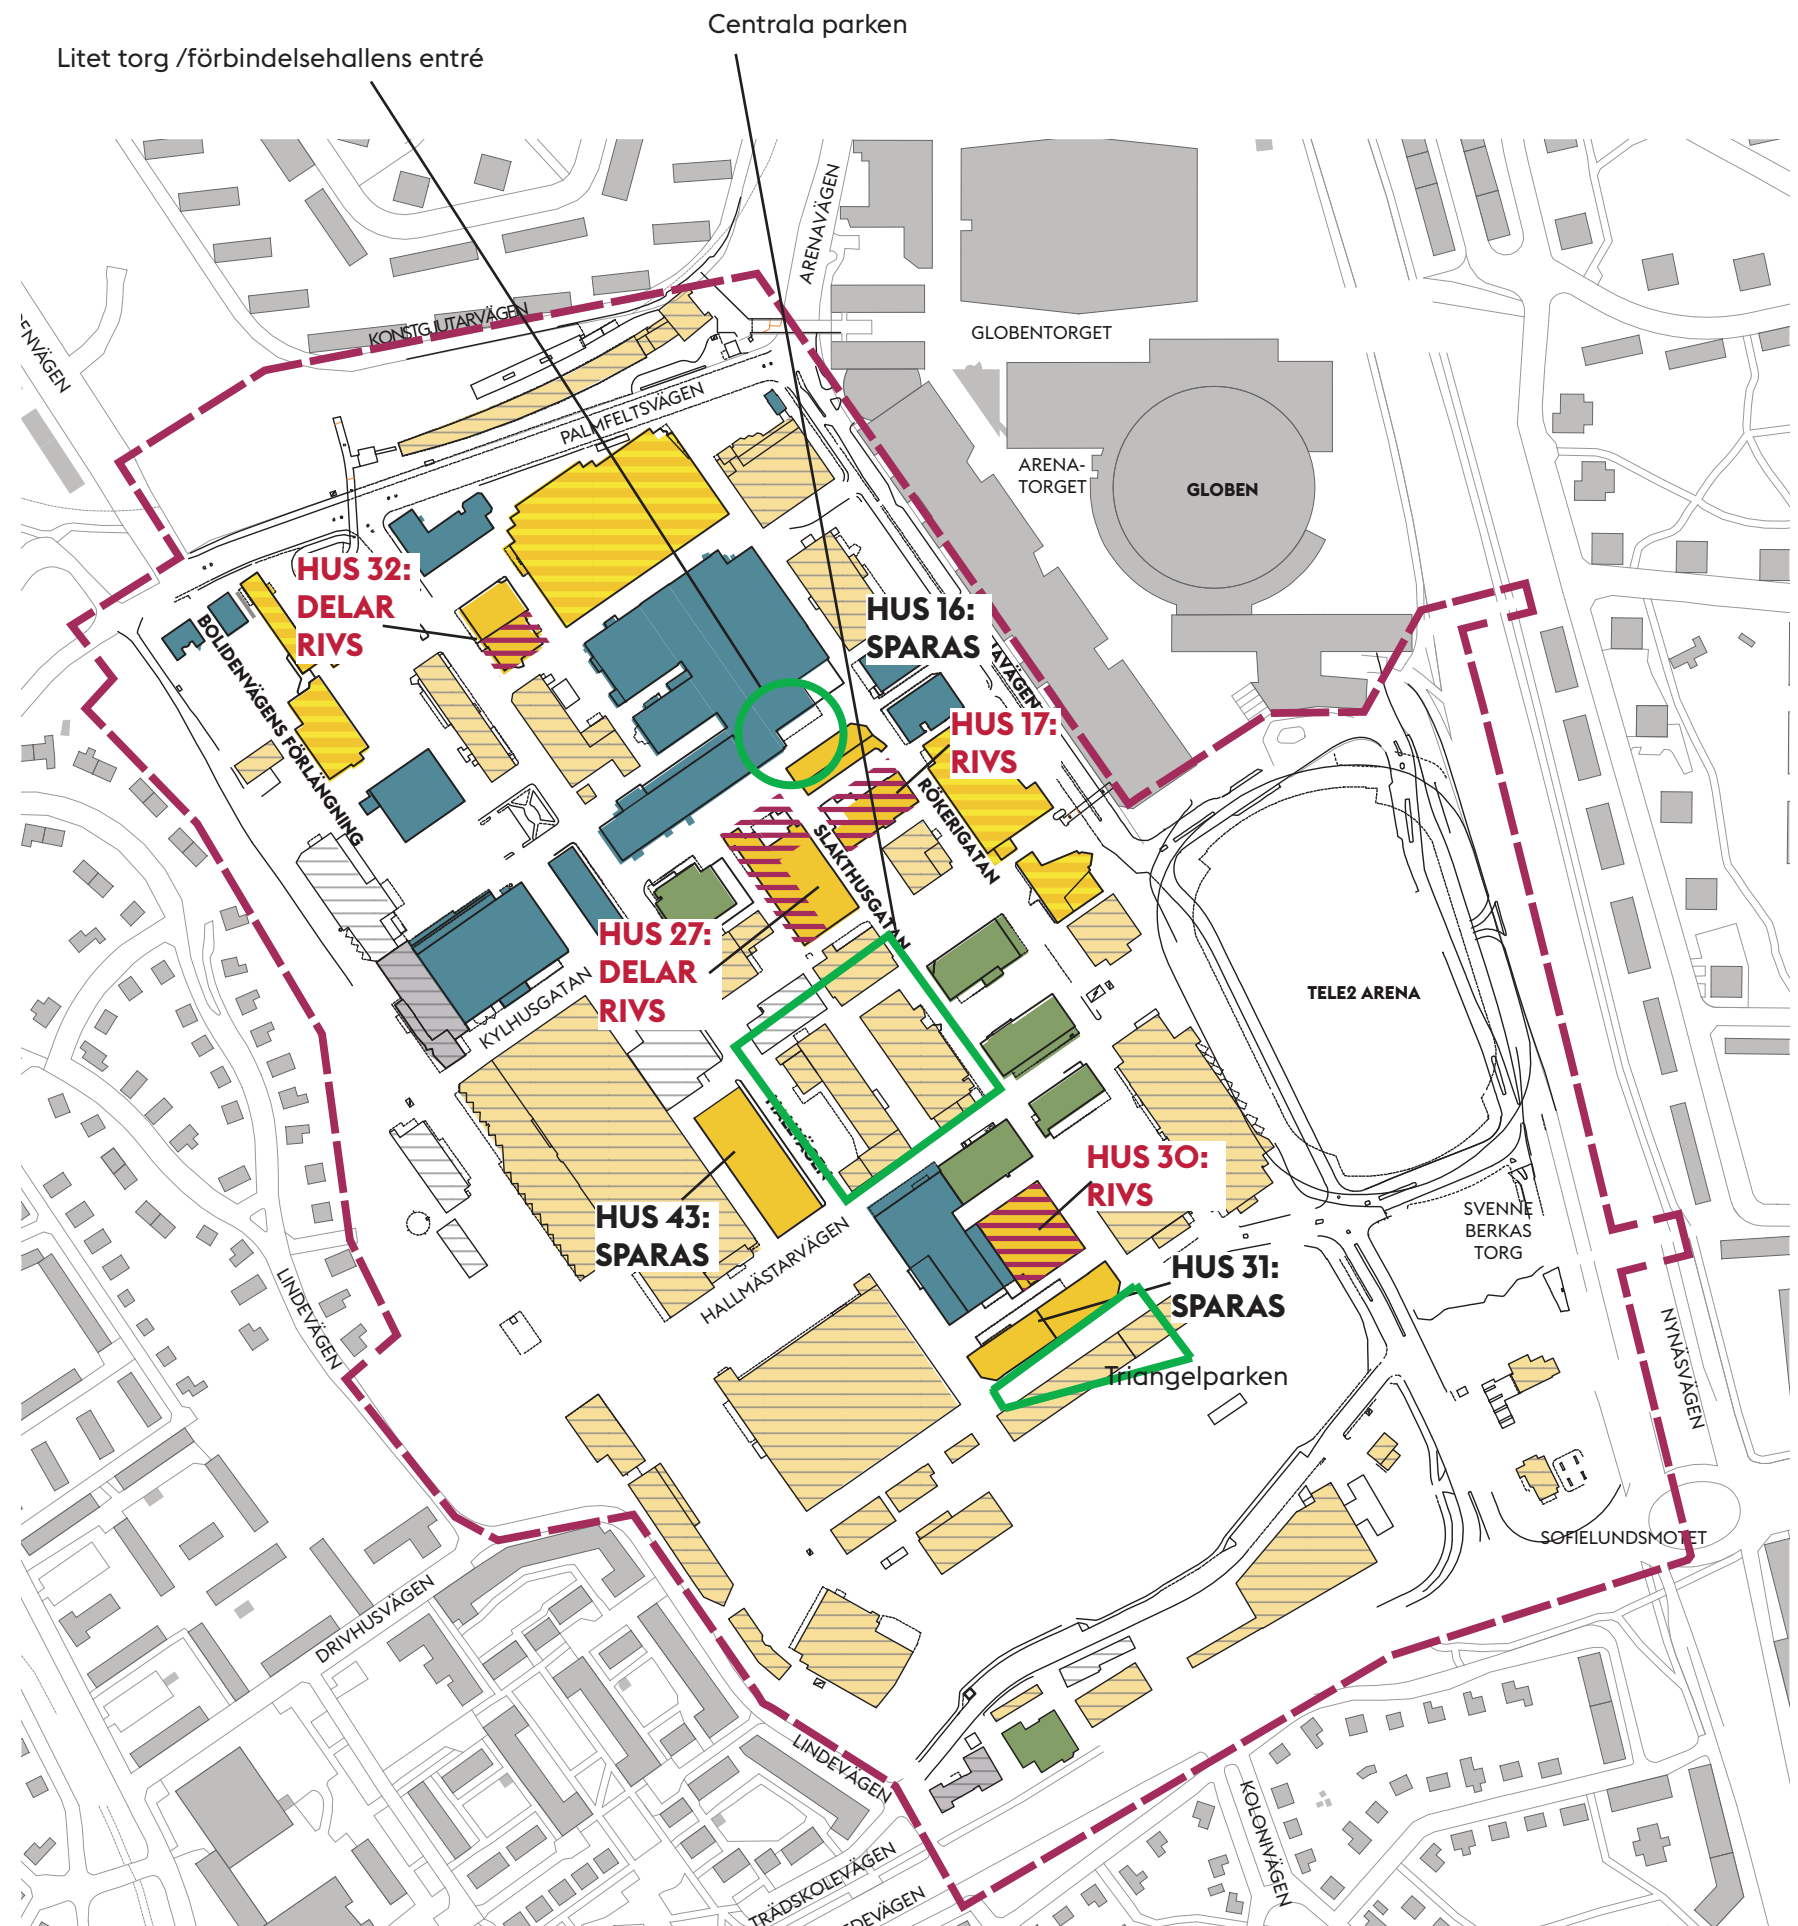 Centrala parken
Litet torg /förbindelsehallens entré
ARENAVÄGEN
KONSTGJUTARVÄGEN
GLOBENTORGET
PALMFELTSVÄGEN
ARENA-
TORGET
GLOBEN
HUS 32:
DELAR
RIVS
HUS 16:
SPARAS
BOLIDENVÄGENS FÖRLÄNGNING
HUS 17:
RIVS
RÖKERIGATAN
SLAKTHUSGATAN
HUS 27:
DELAR
RIVS
KYLHUSGATAN
TELE2 ARENA
HUS 30:
RIVS
HUS 43:
SPARAS
SVENNE
BERKAS
TORG
HALLMÄSTARVÄGEN
HUS 31:
SPARAS
LINDEVÄGEN
NYNÄSVÄGEN
Triangelparken
SOFIELUNDSMOTET
DRIVHUSVÄGEN
LINDEVÄGEN
KOLONIVÄGEN
TRÄDSKOLEVÄGEN